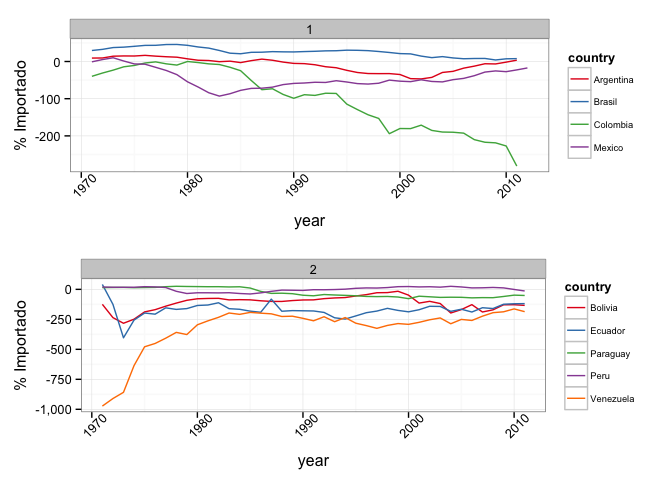 1
% Importado
0
-100
-200
1970
1980
1990
2000
2010
year
country
Argentina
Brasil
Colombia
Mexico
2
% Importado
0
-250
-500
-750
-1,000
1970
1980
1990
2000
2010
year
country
Bolivia
Ecuador
Paraguay
Peru
Venezuela